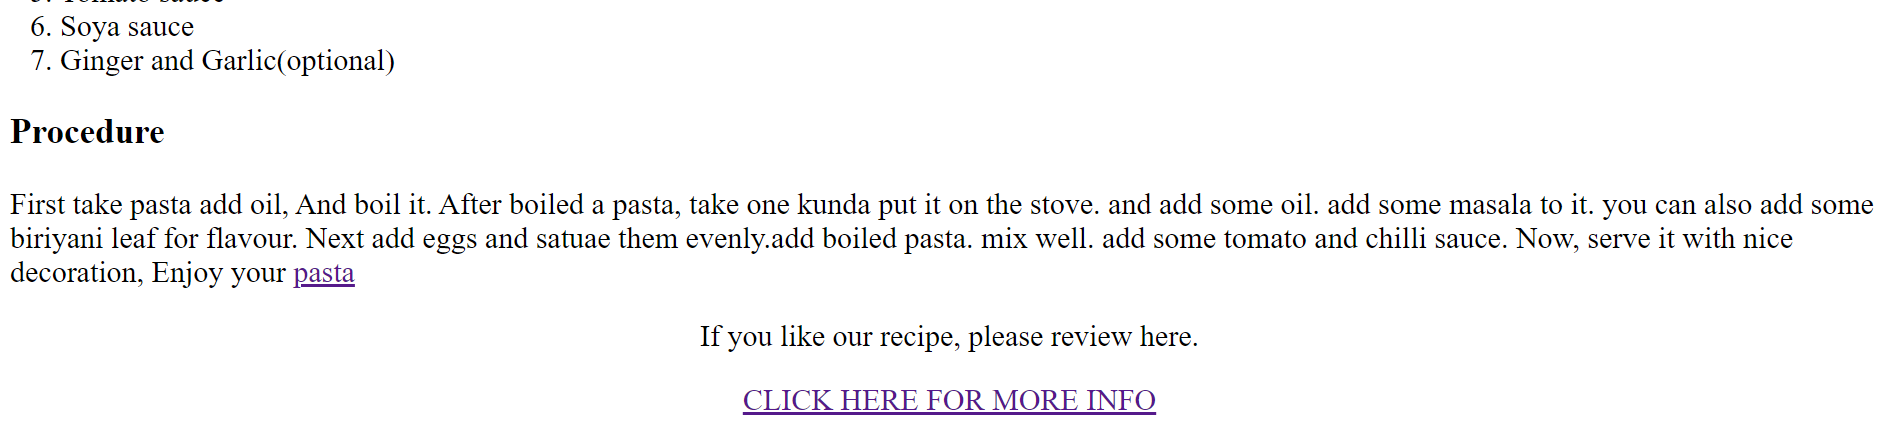 5. Tomato sauce
6. Soya sauce
7. Ginger and Garlic(optional)
Procedure
First take pasta add oil, And boil it. After boiled a pasta, take one kunda put it on the stove. and add some oil. add some masala to it. you can also add some
biriyani leaf for flavour. Next add eggs and satuae them evenly.add boiled pasta. mix well. add some tomato and chilli sauce. Now, serve it with nice
decoration, Enjoy your pasta
If you like our recipe, please review here.
CLICK HERE FOR MORE INFO